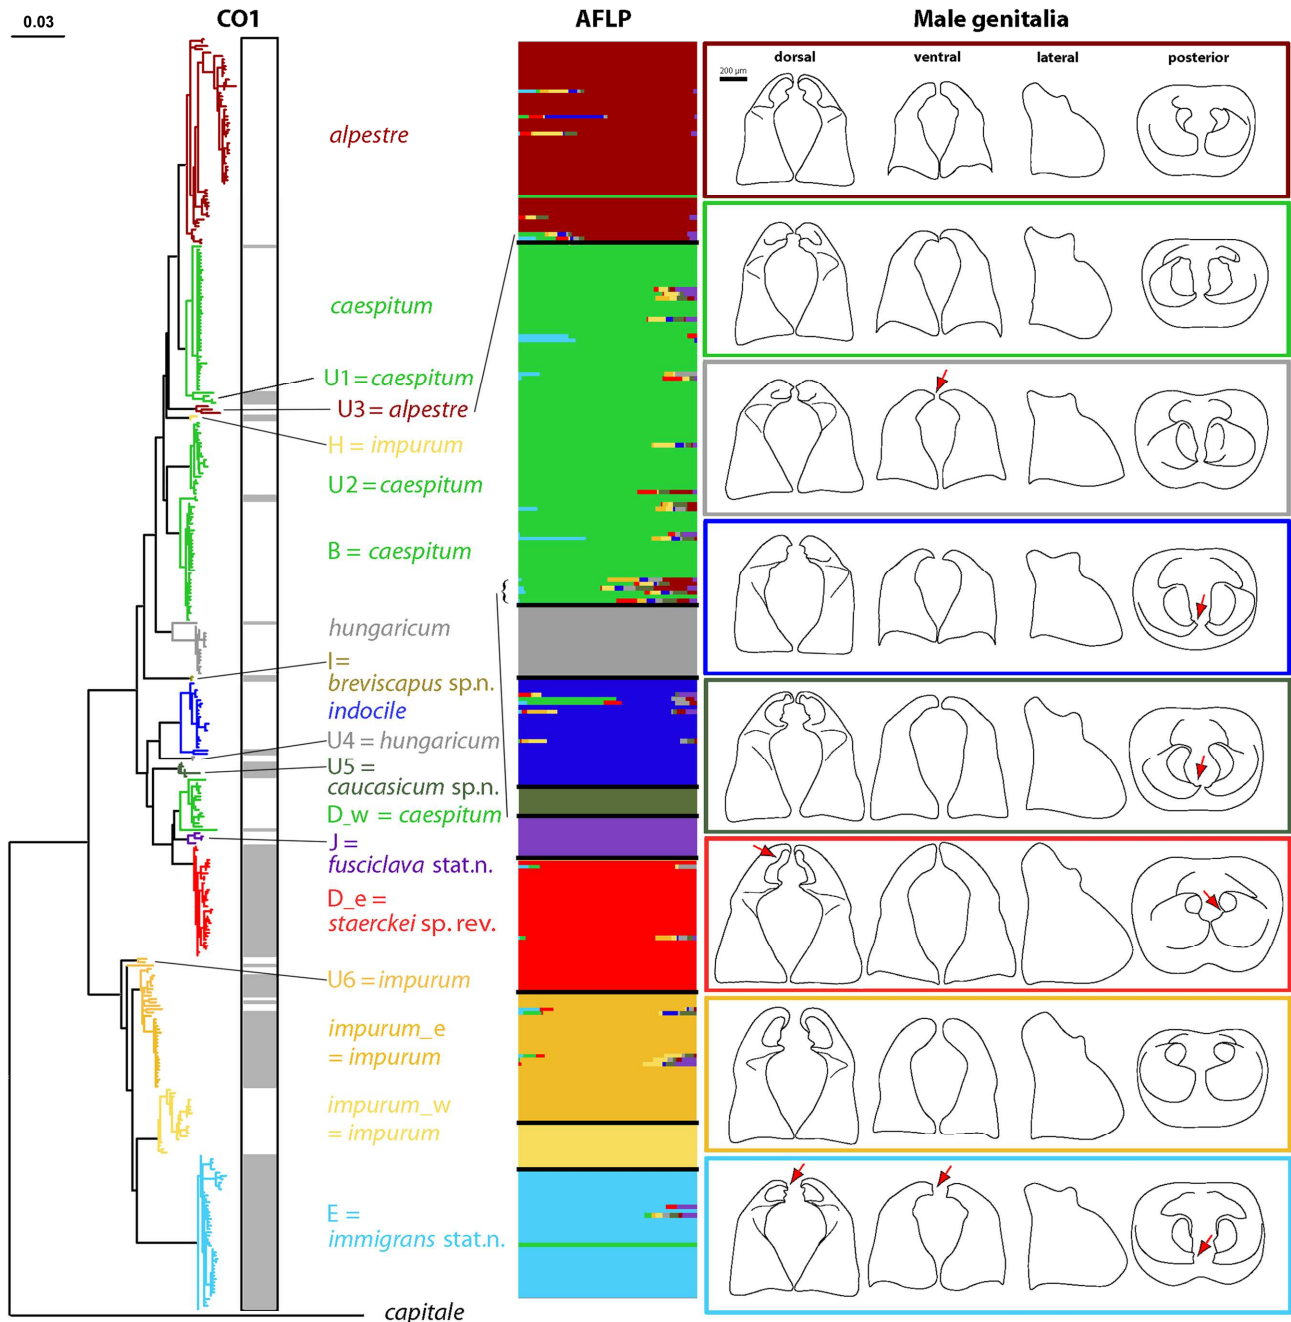 0.03
CO1
AFLP
Male genitalia
dorsal
ventral
lateral
posterior
200 µm
alpestre
caespitum
U1 = caespitum
U3 = alpestre
H = impurum
U2 = caespitum
B = caespitum
{
hungaricum
I =
breviscapus sp.n.
indocile
U4 = hungaricum
U5 =
caucasicum sp.n.
D_w = caespitum
J =
fusciclava stat.n.
D_e =
staerckei sp. rev.
U6 = impurum
impurum_e
= impurum
impurum_w
= impurum
E =
immigrans stat.n.
capitale